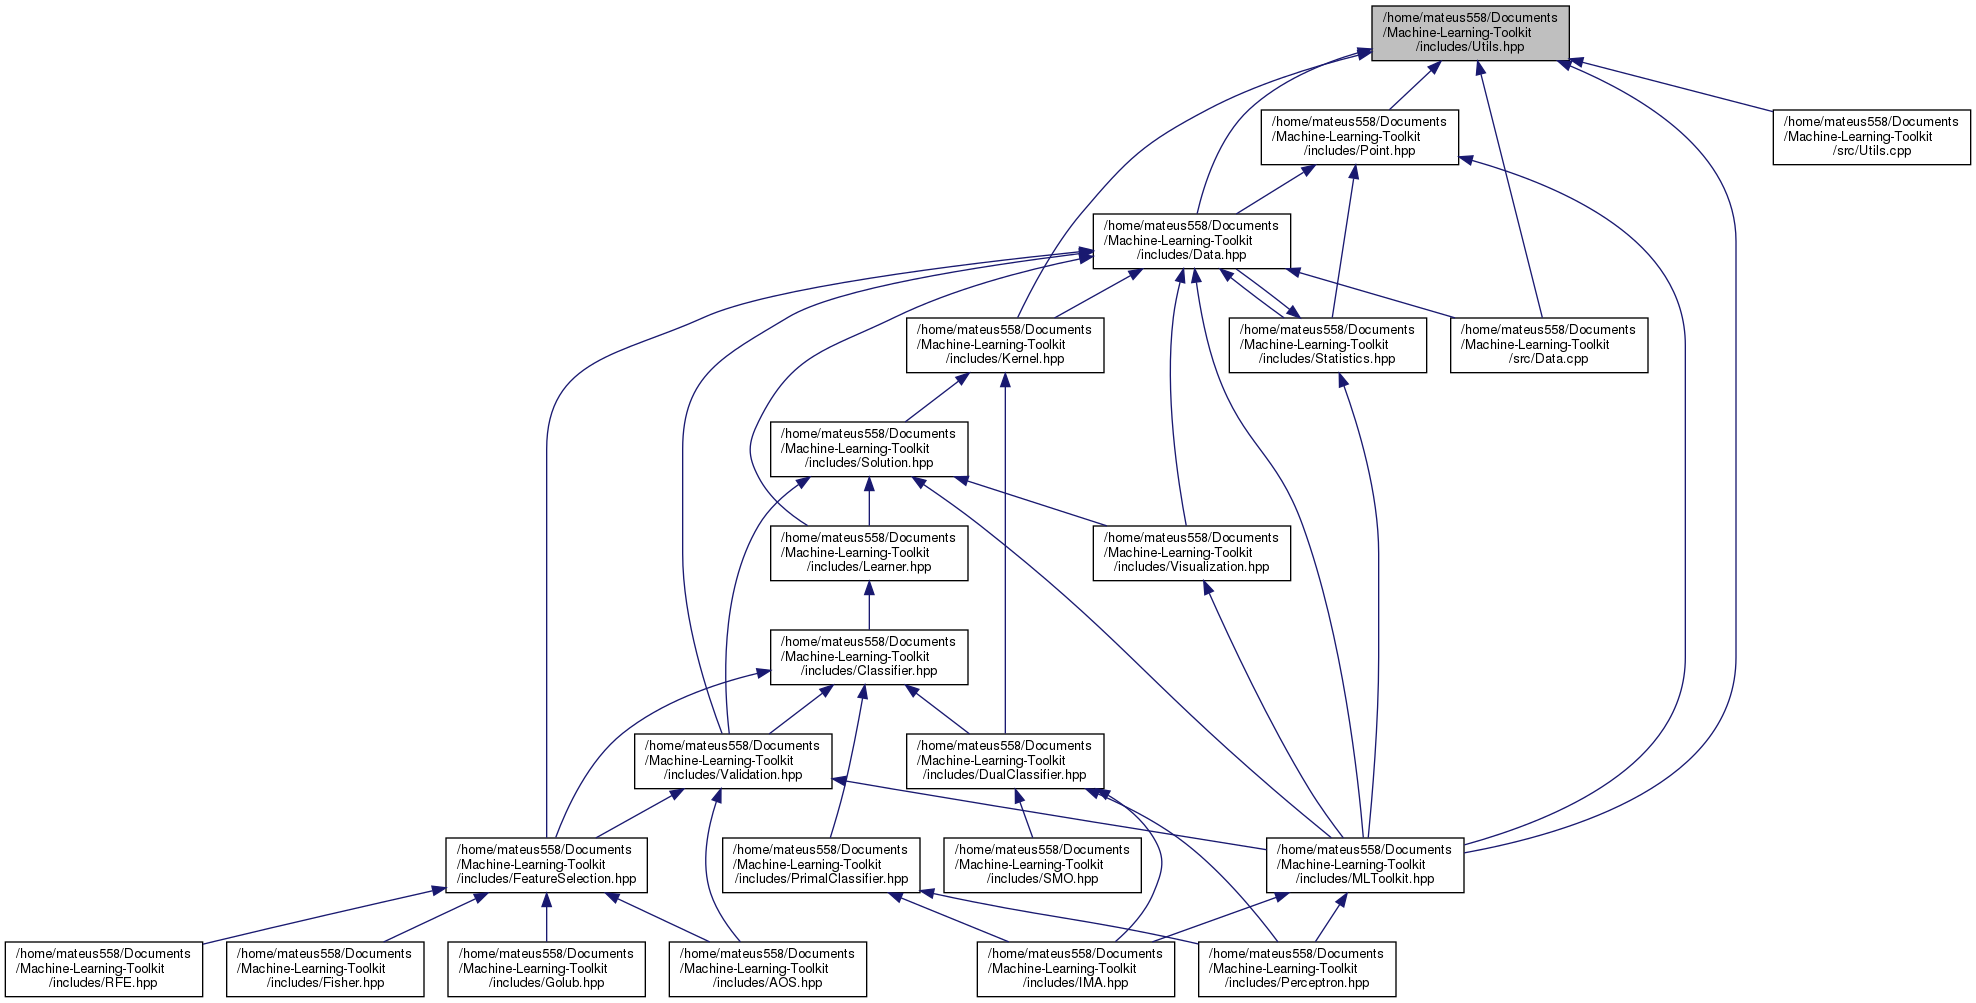 /home/mateus558/Documents
/Machine-Learning-Toolkit
/includes/Utils.hpp
/home/mateus558/Documents
/Machine-Learning-Toolkit
/includes/Point.hpp
/home/mateus558/Documents
/Machine-Learning-Toolkit
/src/Utils.cpp
/home/mateus558/Documents
/Machine-Learning-Toolkit
/includes/Data.hpp
/home/mateus558/Documents
/Machine-Learning-Toolkit
/includes/Kernel.hpp
/home/mateus558/Documents
/Machine-Learning-Toolkit
/includes/Statistics.hpp
/home/mateus558/Documents
/Machine-Learning-Toolkit
/src/Data.cpp
/home/mateus558/Documents
/Machine-Learning-Toolkit
/includes/Solution.hpp
/home/mateus558/Documents
/Machine-Learning-Toolkit
/includes/Learner.hpp
/home/mateus558/Documents
/Machine-Learning-Toolkit
/includes/Visualization.hpp
/home/mateus558/Documents
/Machine-Learning-Toolkit
/includes/Classifier.hpp
/home/mateus558/Documents
/Machine-Learning-Toolkit
/includes/Validation.hpp
/home/mateus558/Documents
/Machine-Learning-Toolkit
/includes/DualClassifier.hpp
/home/mateus558/Documents
/Machine-Learning-Toolkit
/includes/FeatureSelection.hpp
/home/mateus558/Documents
/Machine-Learning-Toolkit
/includes/PrimalClassifier.hpp
/home/mateus558/Documents
/Machine-Learning-Toolkit
/includes/SMO.hpp
/home/mateus558/Documents
/Machine-Learning-Toolkit
/includes/MLToolkit.hpp
/home/mateus558/Documents
/Machine-Learning-Toolkit
/includes/RFE.hpp
/home/mateus558/Documents
/Machine-Learning-Toolkit
/includes/Fisher.hpp
/home/mateus558/Documents
/Machine-Learning-Toolkit
/includes/Golub.hpp
/home/mateus558/Documents
/Machine-Learning-Toolkit
/includes/AOS.hpp
/home/mateus558/Documents
/Machine-Learning-Toolkit
/includes/IMA.hpp
/home/mateus558/Documents
/Machine-Learning-Toolkit
/includes/Perceptron.hpp